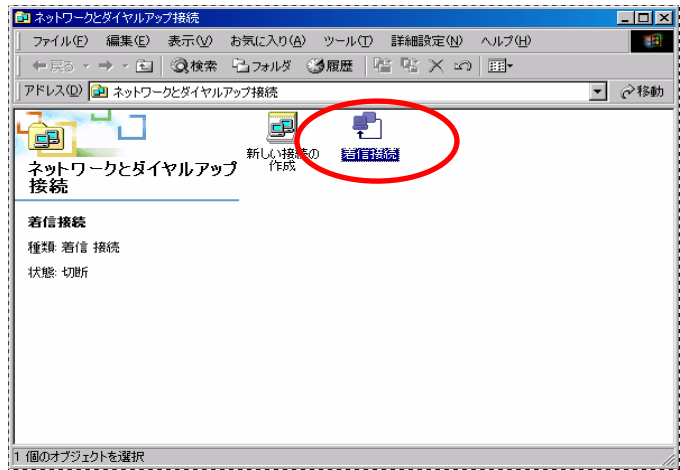 ネットワークとダイヤルアップ接続
ファイル(F) 編集(E) 表示(V) お気に入り(A) ツール(T) 詳細設定(N) ヘルプ(H)
戻る 検索 フォルダ 履歴
アドレス(D) ネットワークとダイヤルアップ接続 移動
ネットワークとダイヤルアップ
接続
着信接続
種類: 着信 接続
状態: 切断
新しい接続の
作成
着信接続
1 個のオブジェクトを選択